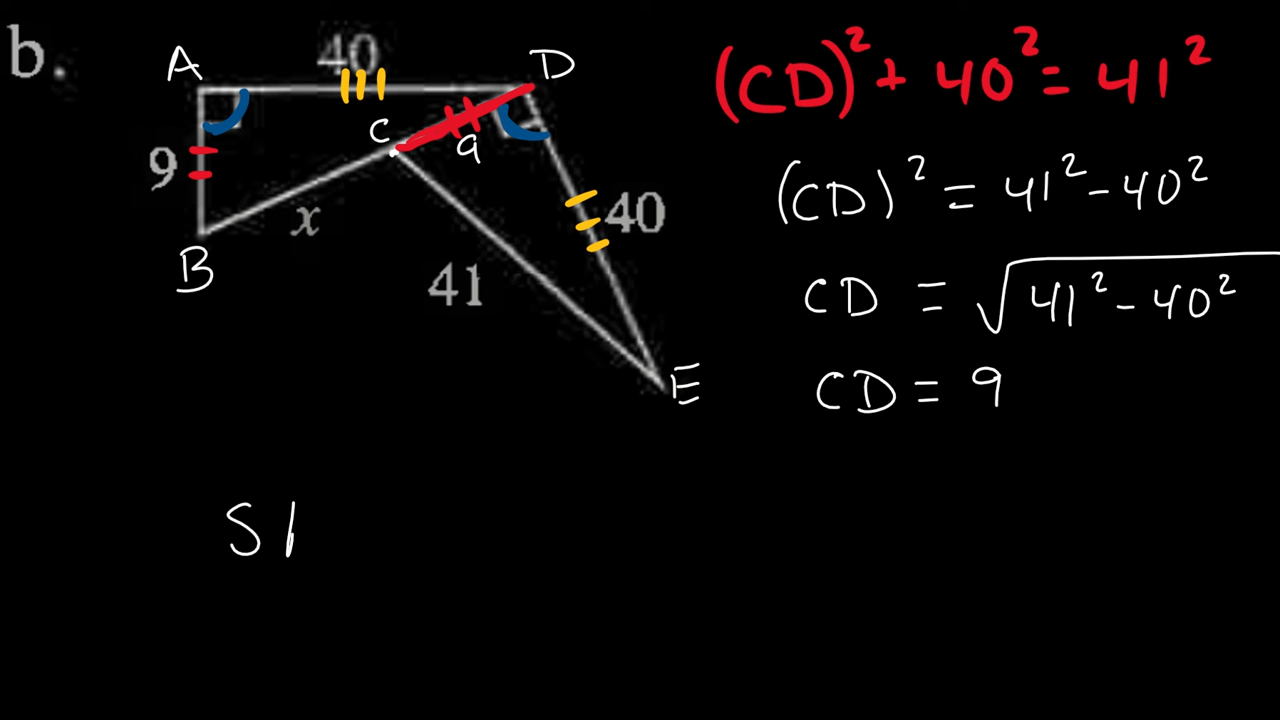 b.
A
40
D
C
9
9
40
x
B
41
E
(CD)² + 40² = 41²
(CD)² = 41² - 40²
CD = √41² - 40²
CD = 9
S